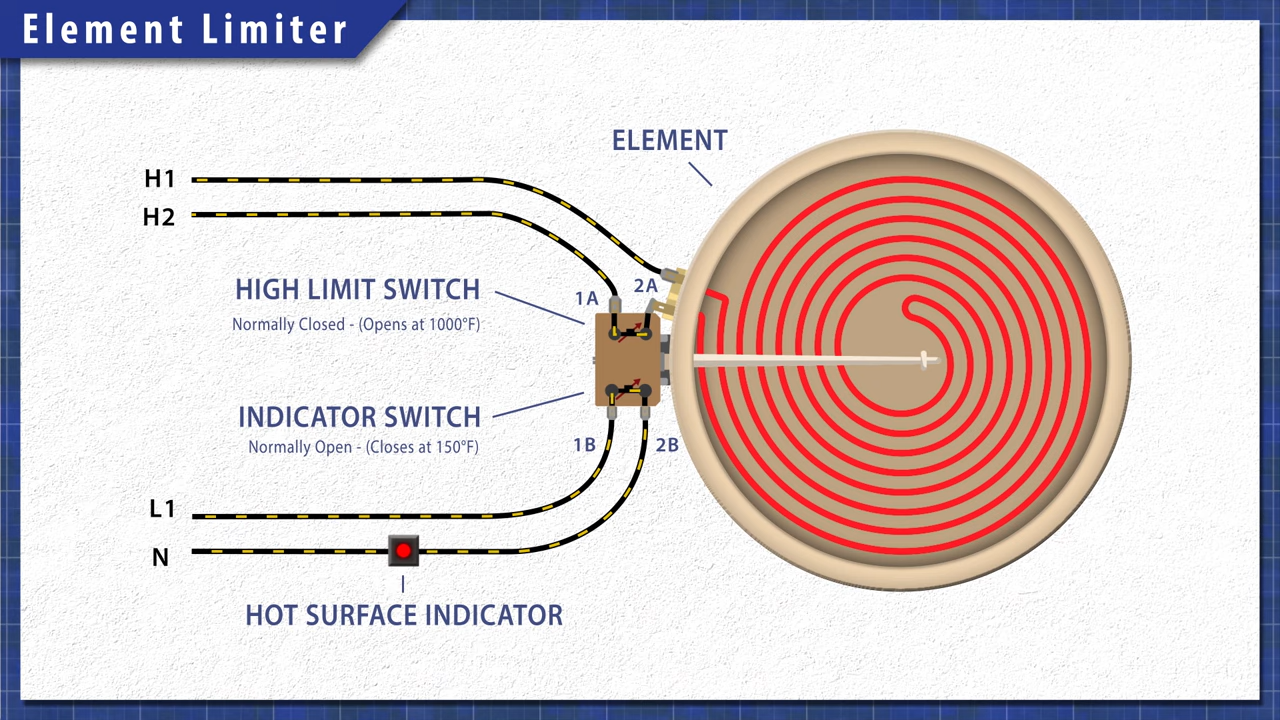 Element Limiter
ELEMENT
H1
H2
HIGH LIMIT SWITCH
Normally Closed - (Opens at 1000°F)
1A
2A
INDICATOR SWITCH
Normally Open - (Closes at 150°F)
1B
2B
L1
N
HOT SURFACE INDICATOR